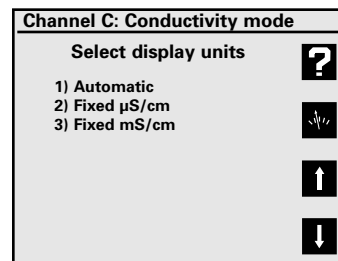 Channel C: Conductivity mode
Select display units
1) Automatic
2) Fixed µS/cm
3) Fixed mS/cm
?